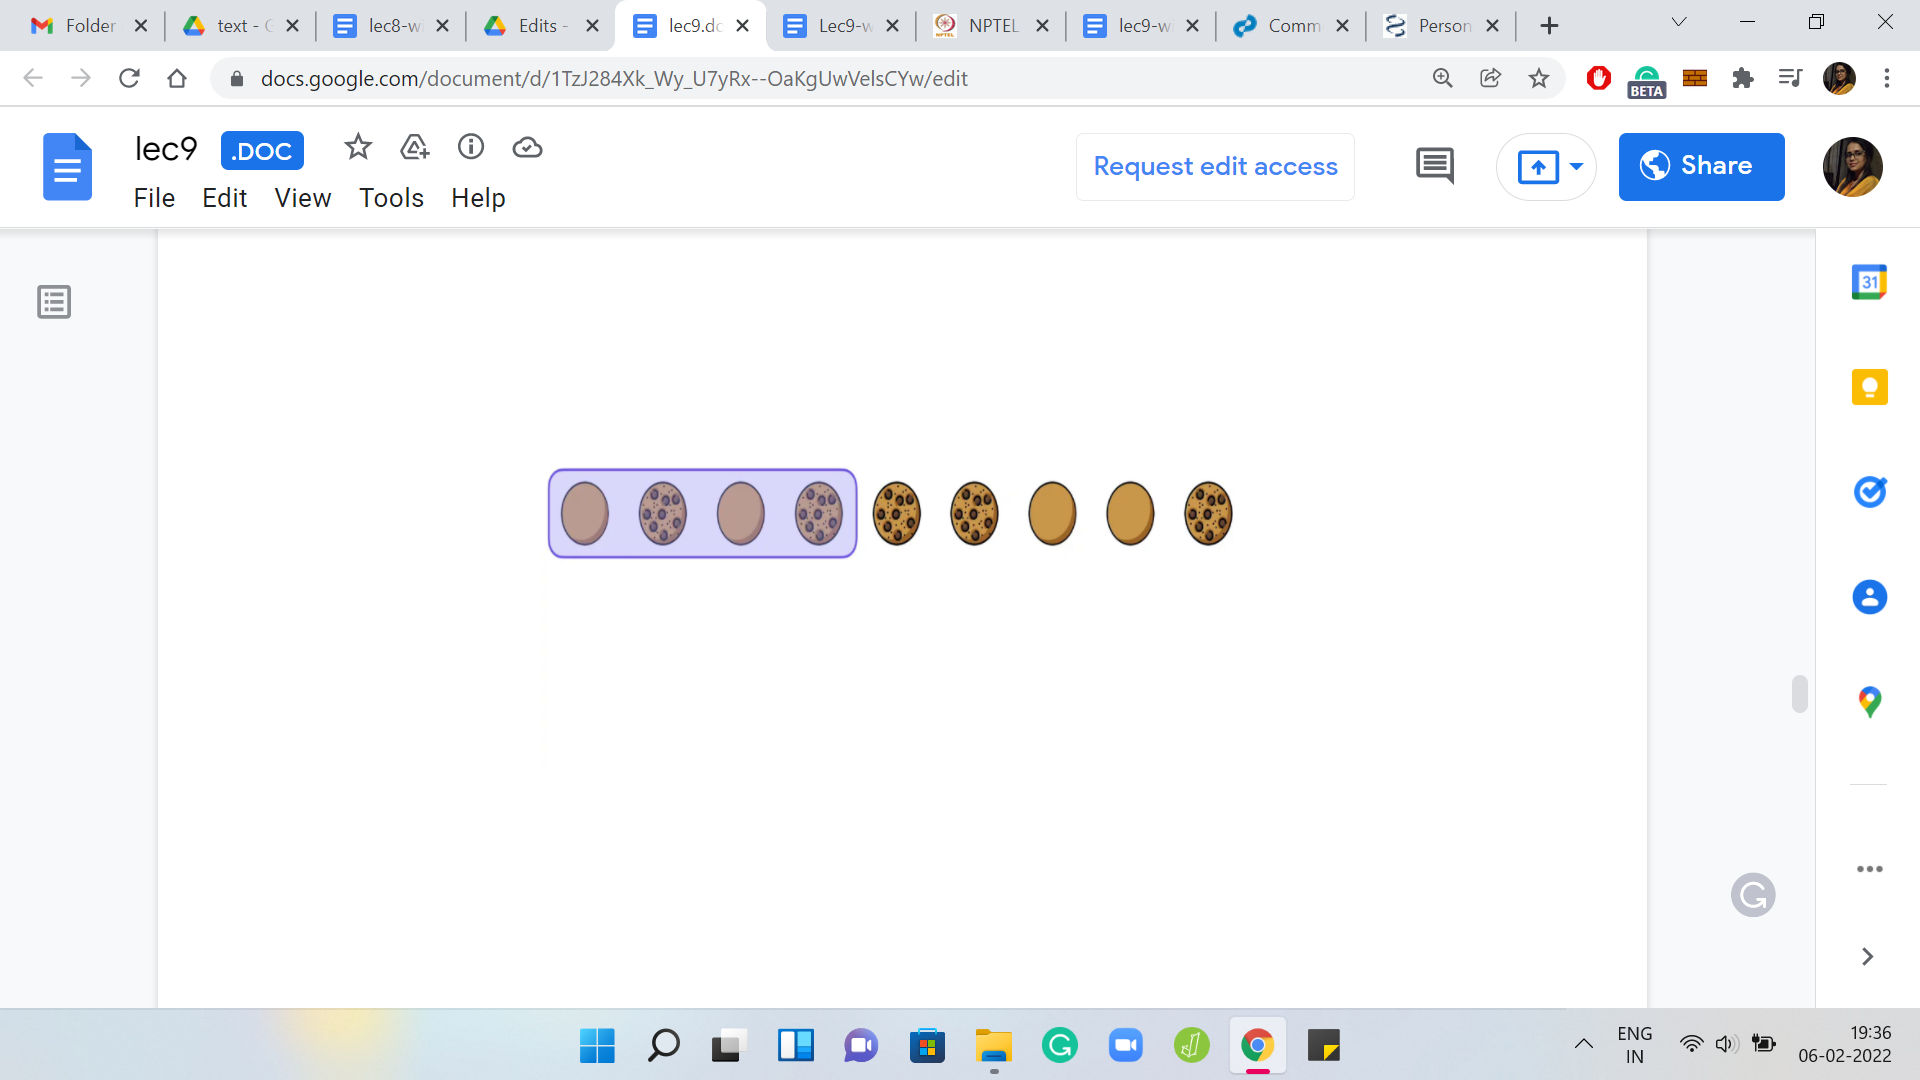 Folder
text - G
lec8-w
Edits -
lec9.dc
Lec9-w
NPTEL
lec9-w
Comm
Person
docs.google.com/document/d/1TzJ284Xk_Wy_U7yRx--OaKgUwVelsCYw/edit
BETA
lec9 .DOC
Request edit access
Share
File Edit View Tools Help
31
ENG
IN
19:36
06-02-2022